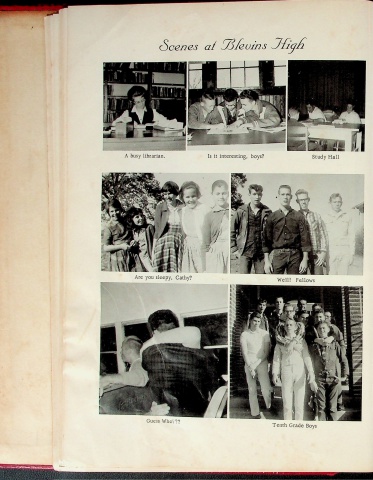 Scenes at Blevins High
A busy librarian.
Is it interesting, boys?
Study Hall
Are you sleepy, Cathy?
Well! Fellows
Guess Who???
Tenth Grade Boys